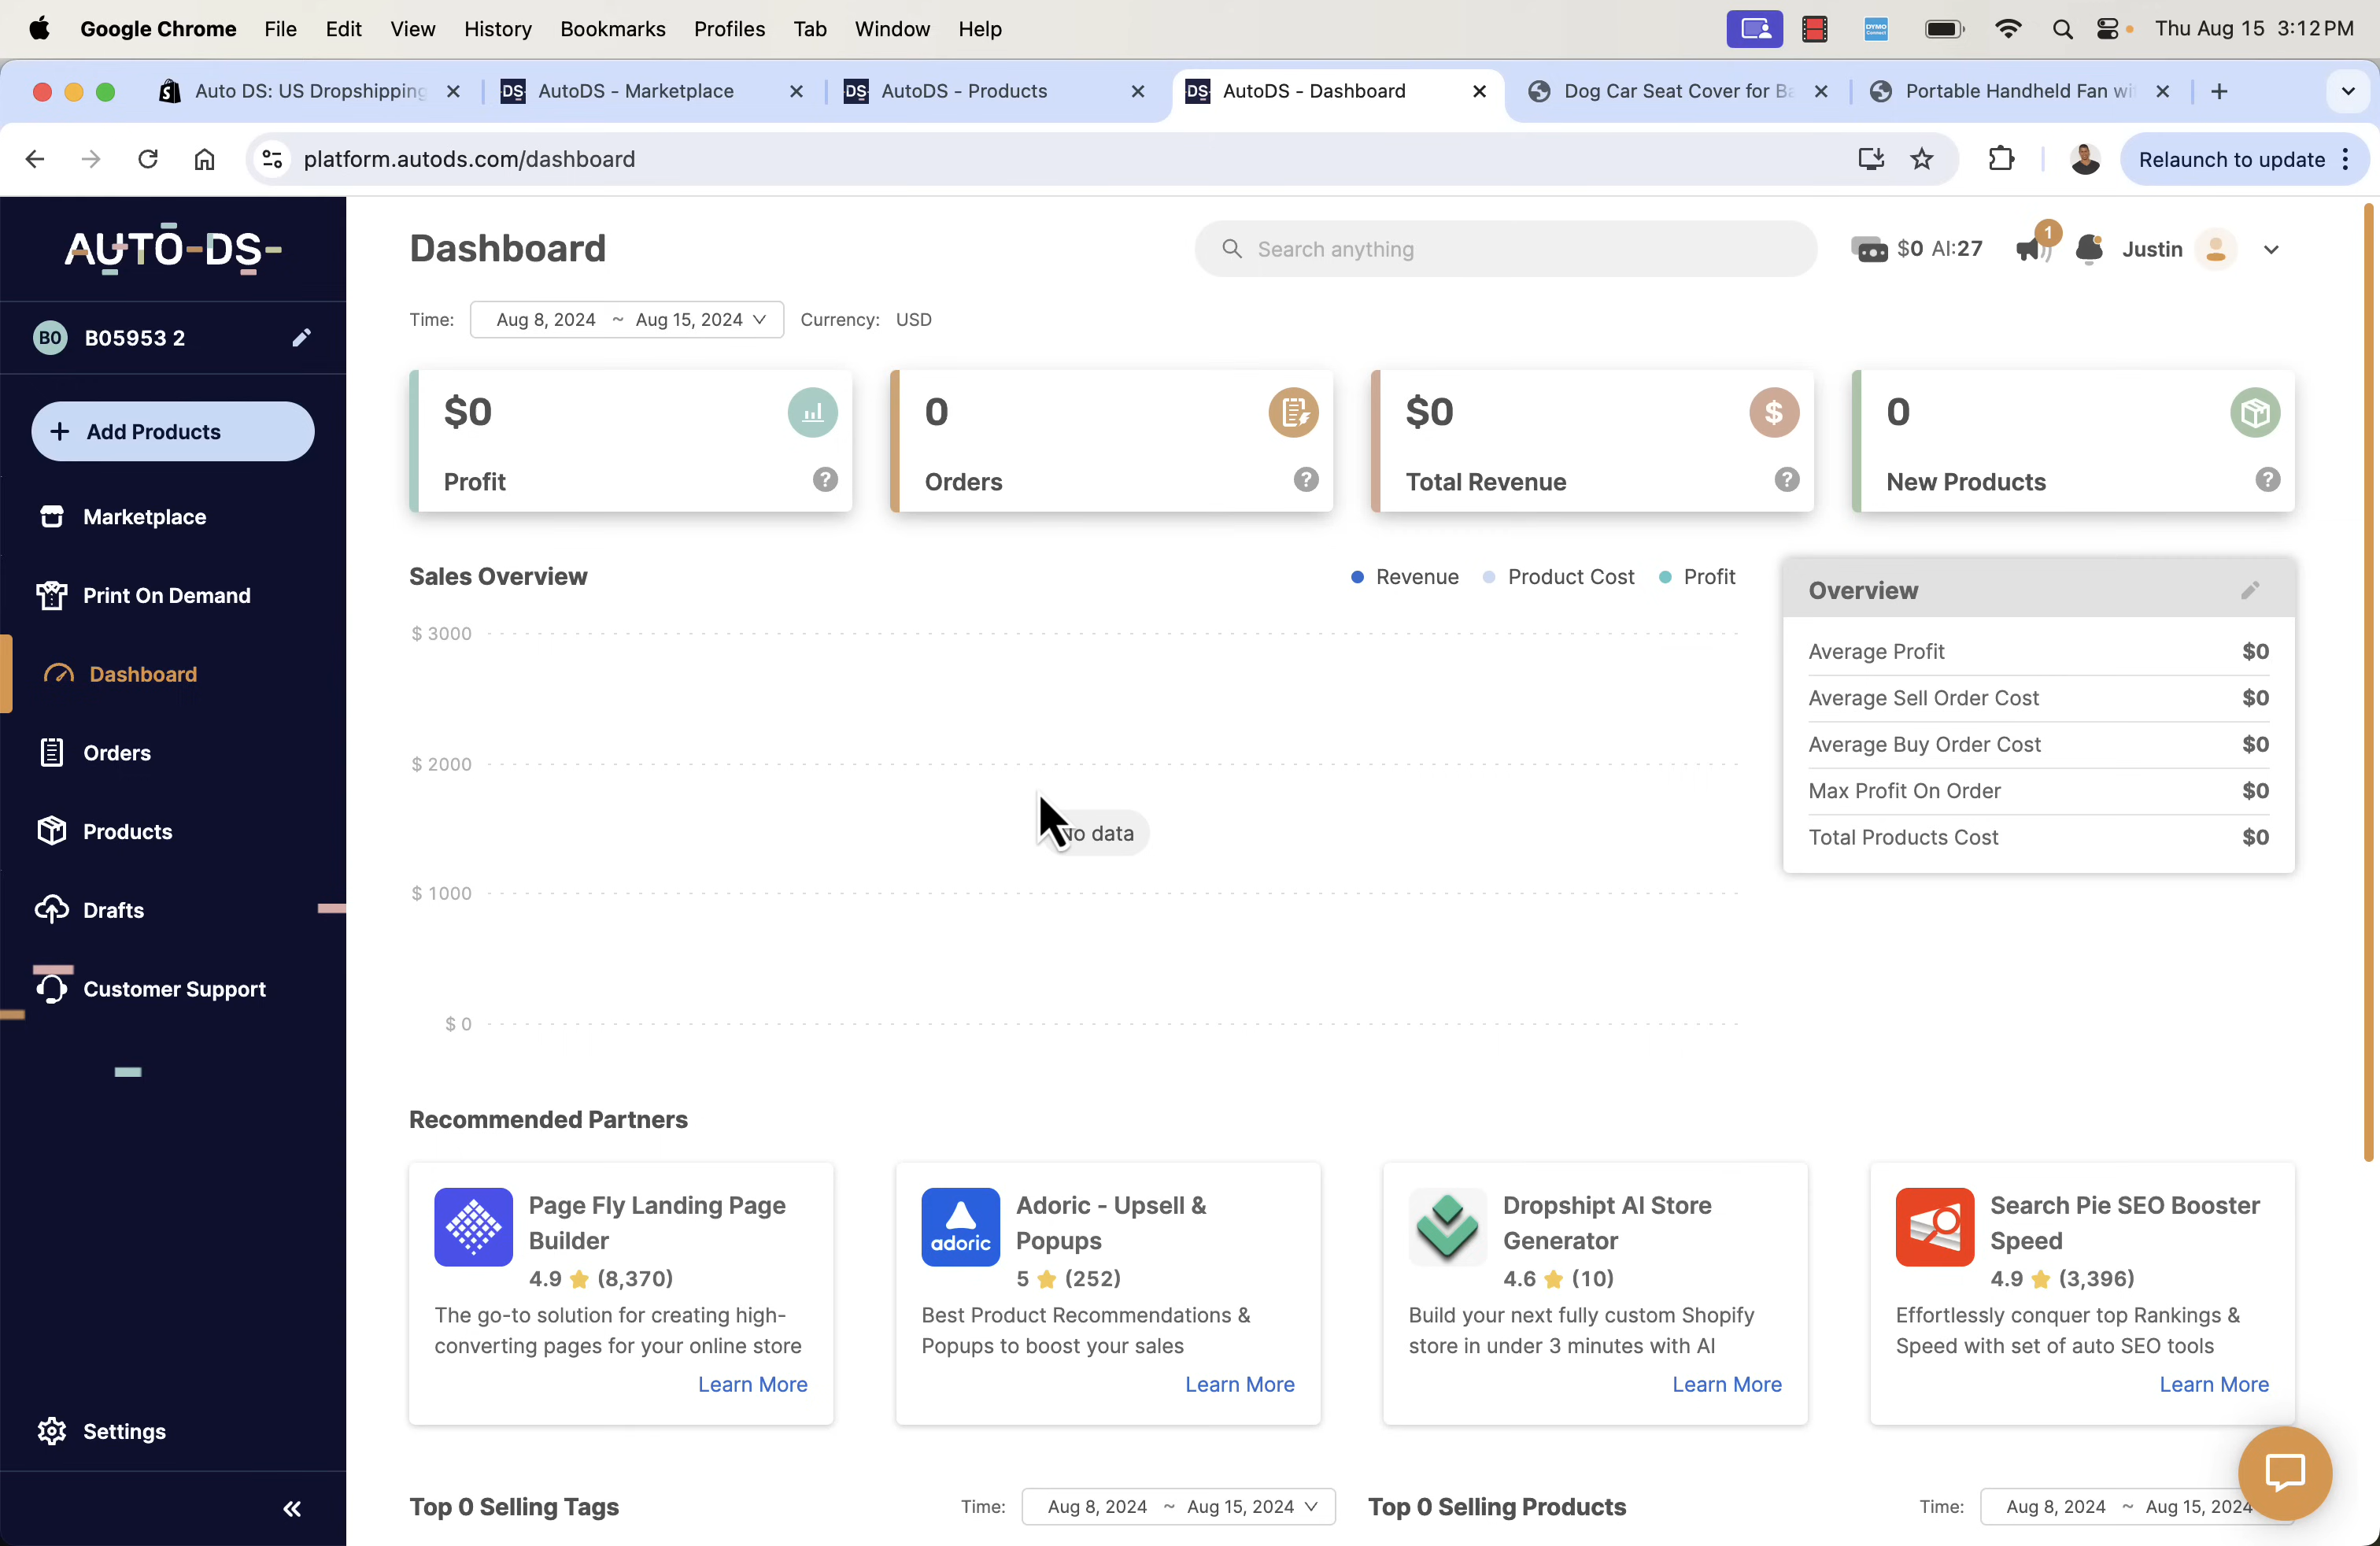 Google Chrome File Edit View History Bookmarks Profiles Tab Window Help DYMO Connect Thu Aug 15 3:12 PM
Auto DS: US Dropshipping DS AutoDS - Marketplace DS AutoDS - Products DS AutoDS - Dashboard Dog Car Seat Cover for Ba Portable Handheld Fan wi
platform.autods.com/dashboard Relaunch to update
AUTO-DS-
BO B05953 2
Add Products
Marketplace
Print On Demand
Dashboard
Orders
Products
Drafts
Customer Support
Settings
Dashboard
Search anything
$0 AI:27
1
Justin
Time: Aug 8, 2024 ~ Aug 15, 2024 Currency: USD
$0
Profit
?
0
Orders
?
$0
$
Total Revenue
?
0
New Products
?
Sales Overview
Revenue Product Cost Profit
$ 3000
$ 2000
$ 1000
$ 0
data
Overview
Average Profit $0
Average Sell Order Cost $0
Average Buy Order Cost $0
Max Profit On Order $0
Total Products Cost $0
Recommended Partners
Page Fly Landing Page
Builder
4.9 (8,370)
The go-to solution for creating high-
converting pages for your online store
Learn More
adoric
Adoric - Upsell &
Popups
5 (252)
Best Product Recommendations &
Popups to boost your sales
Learn More
Dropshipt AI Store
Generator
4.6 (10)
Build your next fully custom Shopify
store in under 3 minutes with AI
Learn More
Search Pie SEO Booster
Speed
4.9 (3,396)
Effortlessly conquer top Rankings &
Speed with set of auto SEO tools
Learn More
Top 0 Selling Tags
Time: Aug 8, 2024 ~ Aug 15, 2024
Top 0 Selling Products
Time: Aug 8, 2024 ~ Aug 15, 2024